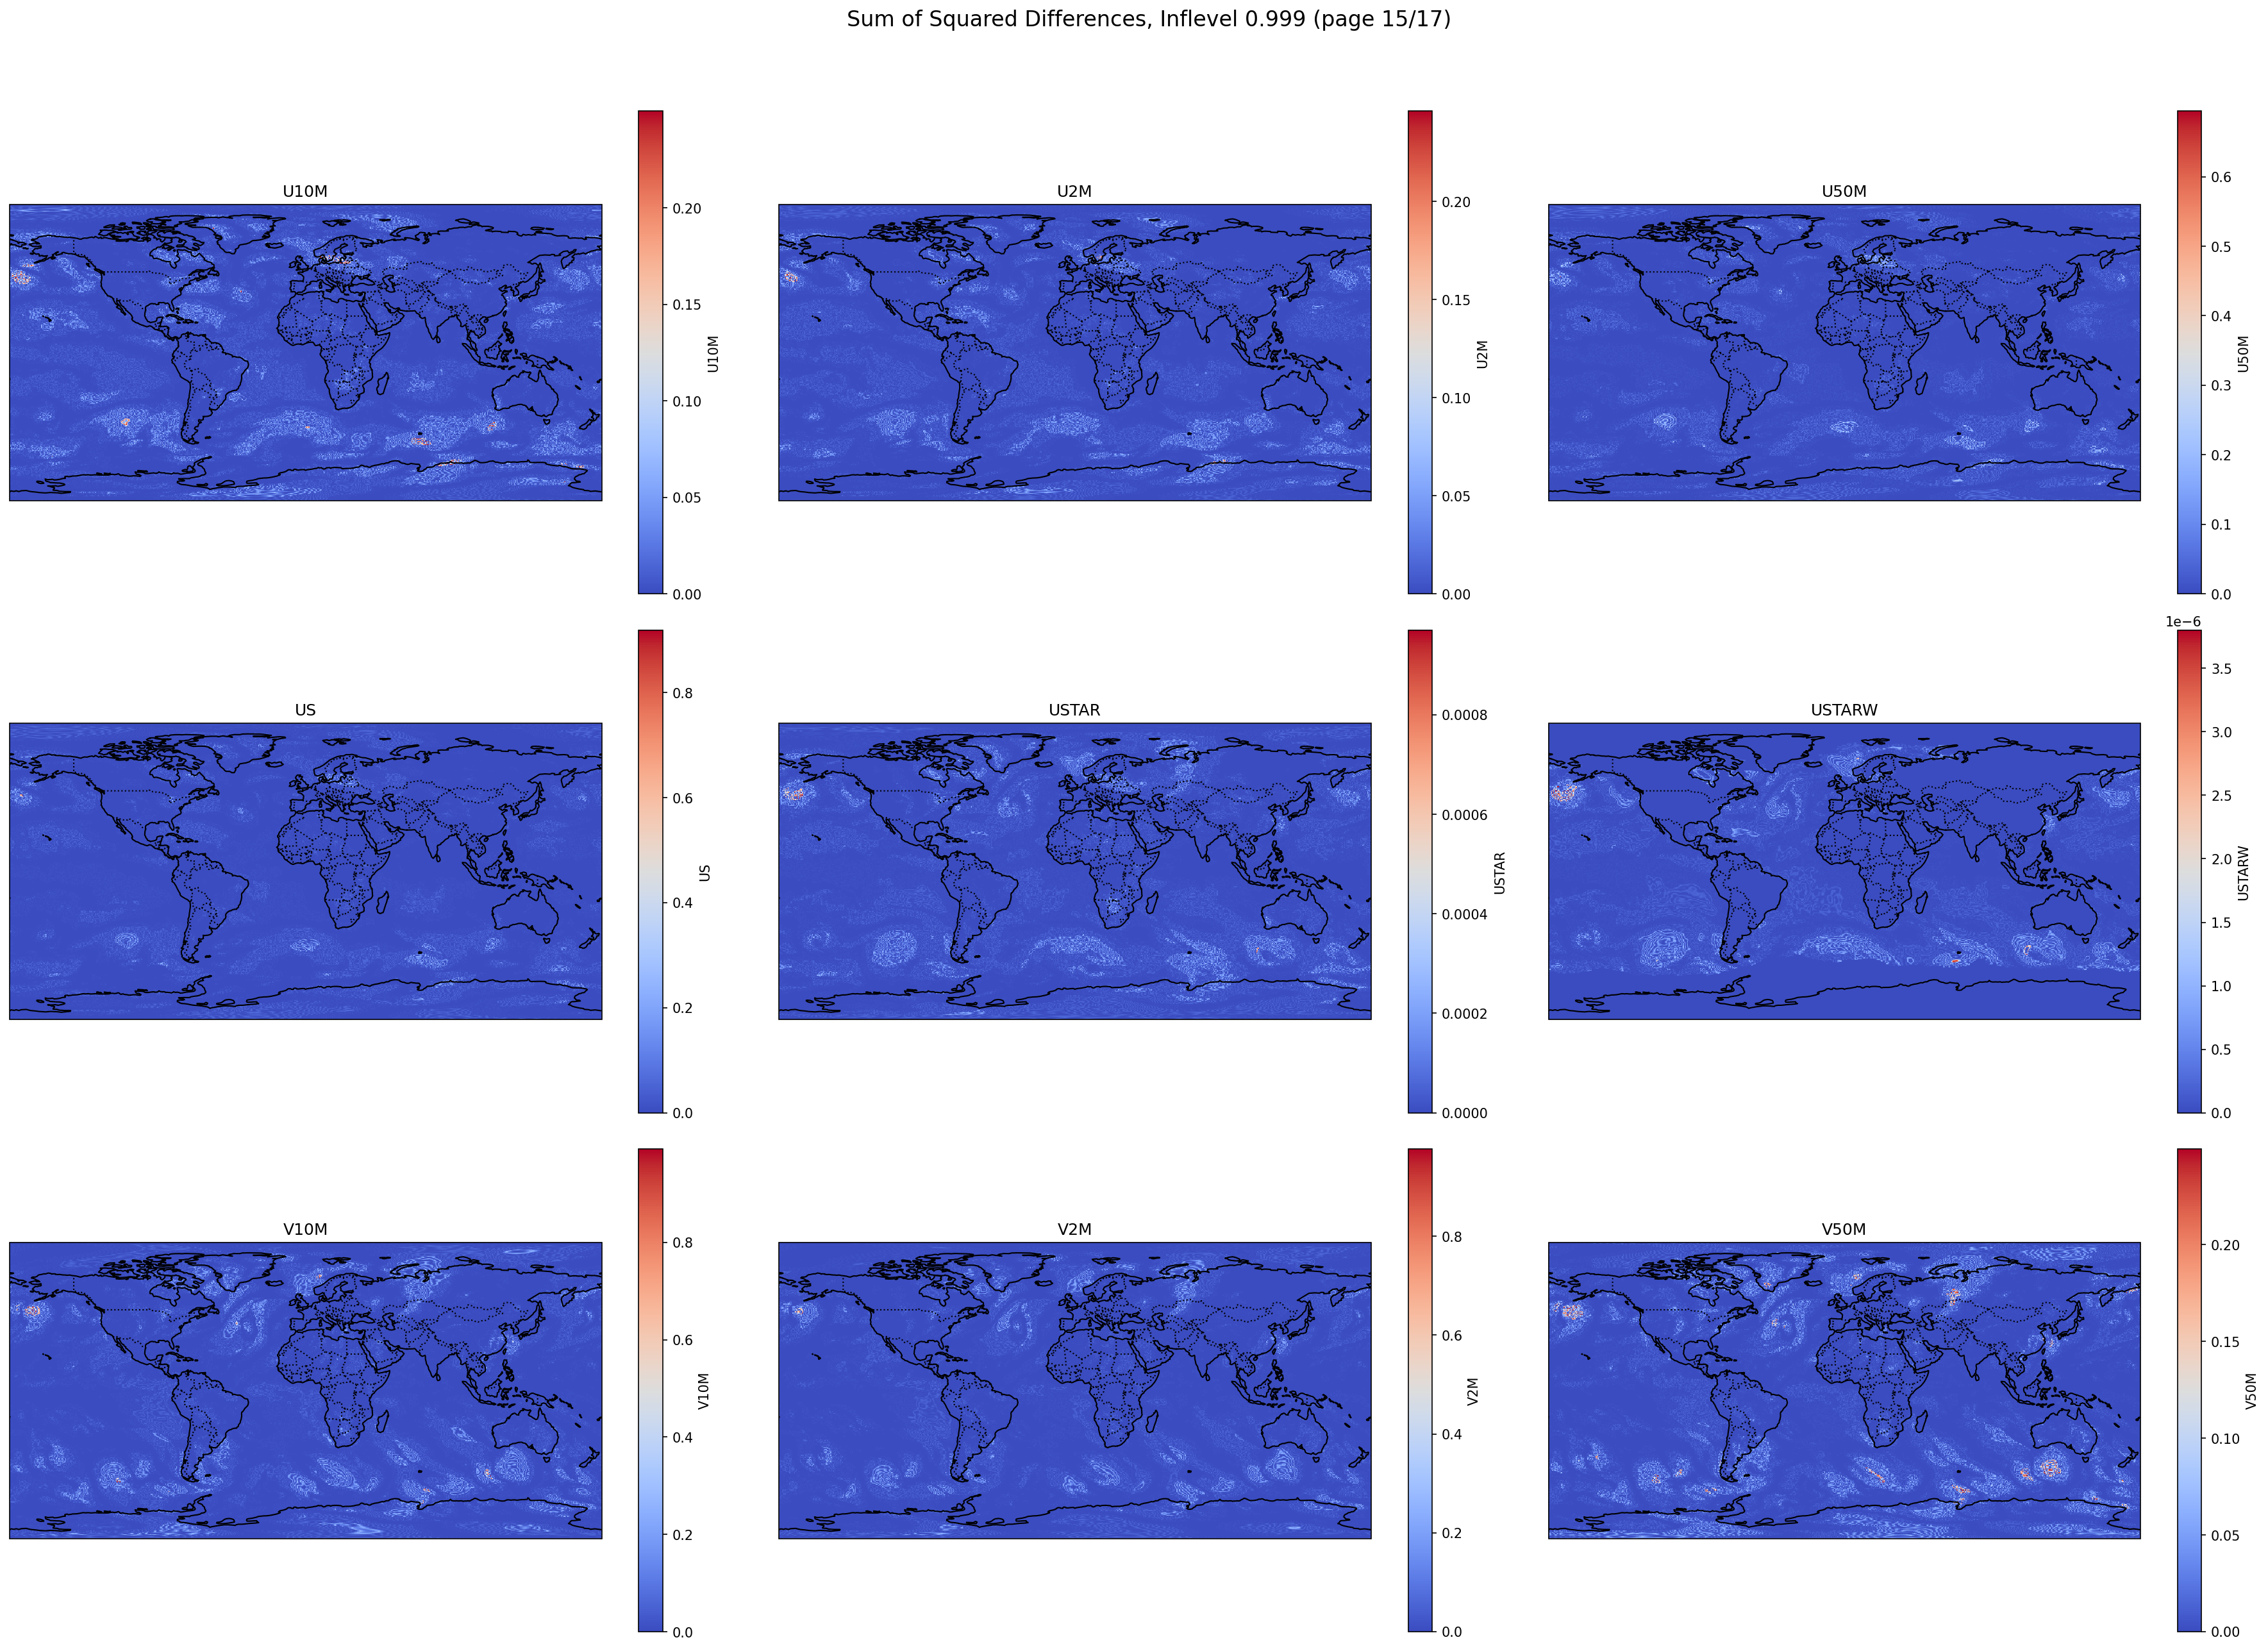 Sum of Squared Differences, Inflevel 0.999 (page 15/17)
U10M
0.20
0.15
0.10
0.05
0.00
U10M
U2M
0.20
0.15
0.10
0.05
0.00
U2M
U50M
0.6
0.5
0.4
0.3
0.2
0.1
0.0
U50M
US
0.8
0.6
0.4
0.2
0.0
US
USTAR
0.0008
0.0006
0.0004
0.0002
0.0000
USTAR
USTARW
1e−6
3.5
3.0
2.5
2.0
1.5
1.0
0.5
0.0
USTARW
V10M
0.8
0.6
0.4
0.2
0.0
V10M
V2M
0.8
0.6
0.4
0.2
0.0
V2M
V50M
0.20
0.15
0.10
0.05
0.00
V50M